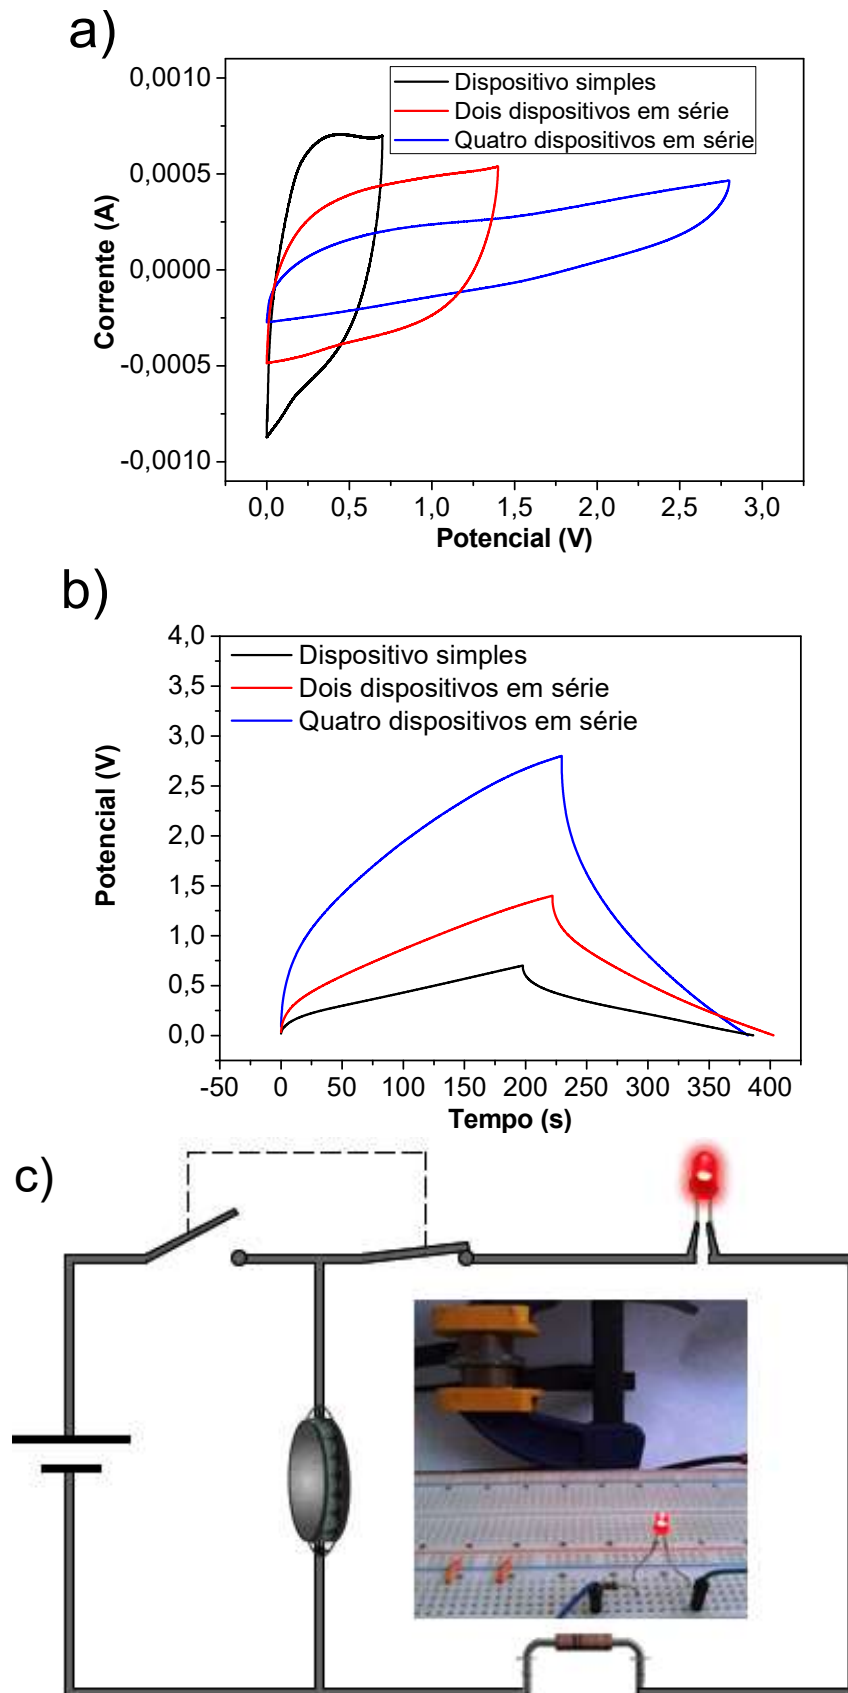 a)
0,0010
0,0005
0,0000
-0,0005
-0,0010
Corrente (A)
Dispositivo simples
Dois dispositivos em série
Quatro dispositivos em série
0,0 0,5 1,0 1,5 2,0 2,5 3,0
Potencial (V)
b)
4,0
3,5
3,0
2,5
2,0
1,5
1,0
0,5
0,0
Potencial (V)
Dispositivo simples
Dois dispositivos em série
Quatro dispositivos em série
-50 0 50 100 150 200 250 300 350 400
Tempo (s)
c)